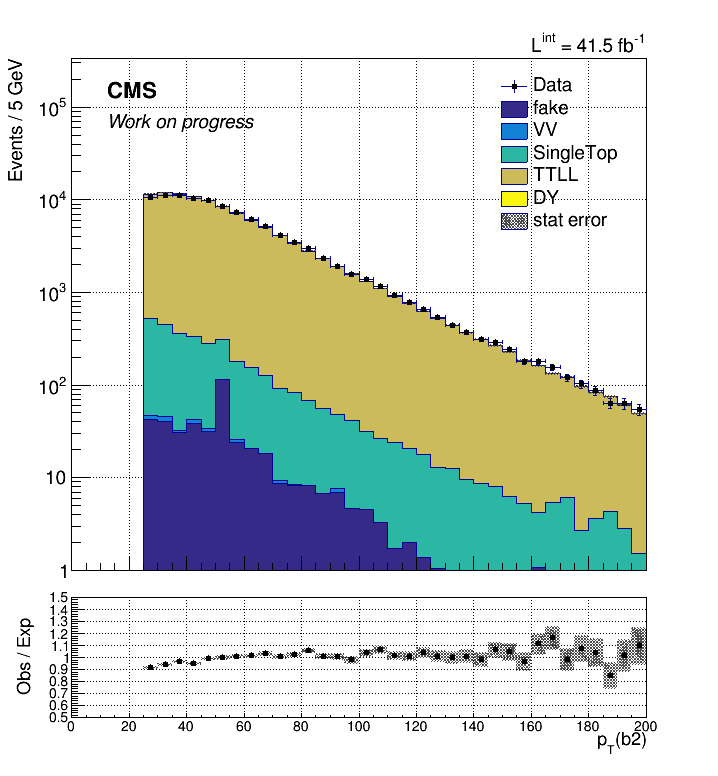 L^int = 41.5 fb^-1
Events / 5 GeV
CMS
Work on progress
Data
fake
VV
SingleTop
TTLL
DY
stat error
10^5
10^4
10^3
10^2
10
1
Obs / Exp
1.5
1.4
1.3
1.2
1.1
1
0.9
0.8
0.7
0.6
0.5
0 20 40 60 80 100 120 140 160 180 200
p_T(b2)